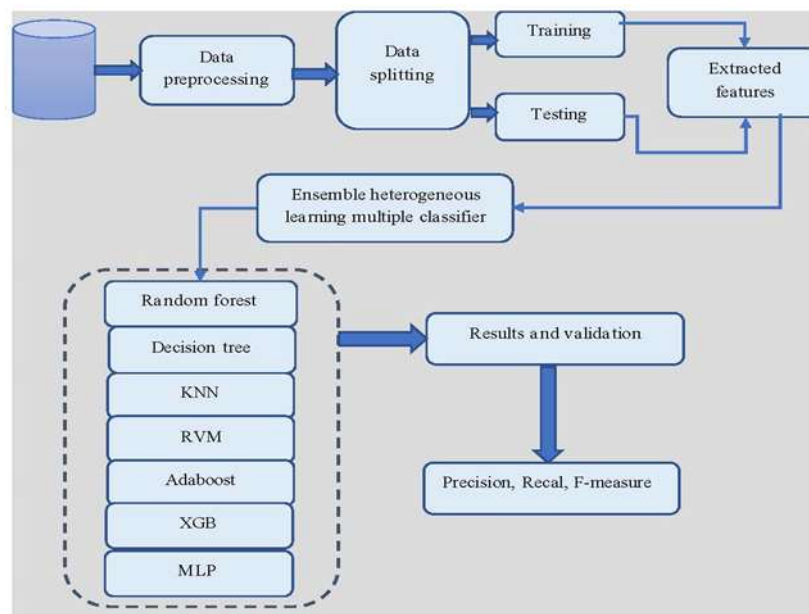 Data
preprocessing
Data
splitting
Training
Testing
Extracted
features
Ensemble heterogeneous
learning multiple classifier
Random forest
Decision tree
KNN
RVM
Adaboost
XGB
MLP
Results and validation
Precision, Recal, F-measure